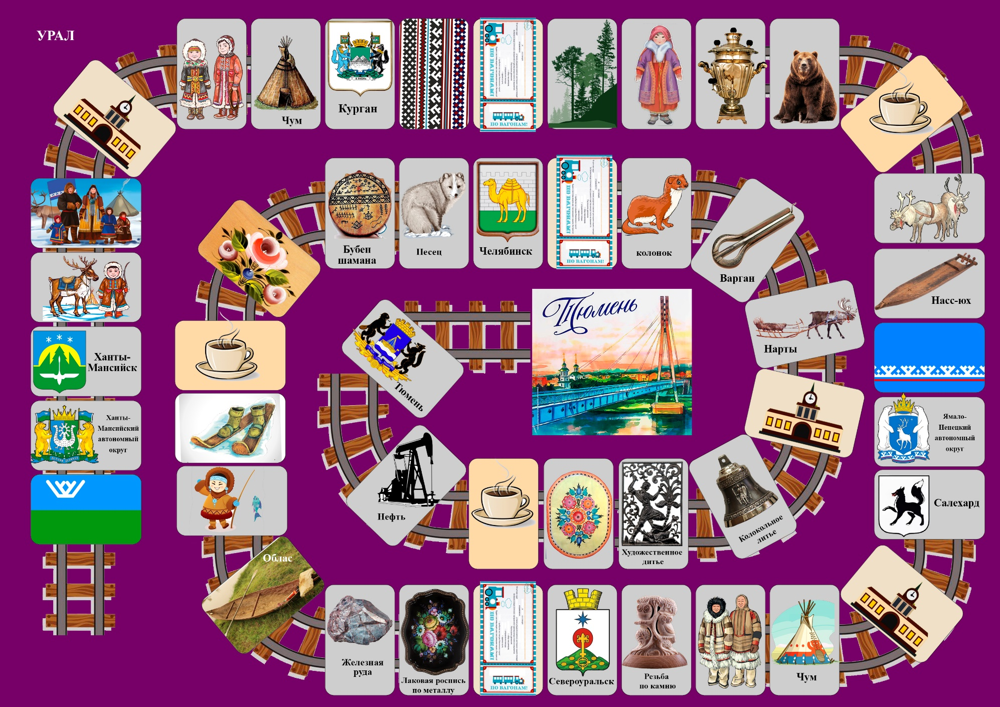 УРАЛ
Чум
Курган
ПО ВАГОНАМ!
ПО ВАГОНАМ!
Бубен
шамана
Песец
Челябинск
ПО ВАГОНАМ!
ПО ВАГОНАМ!
колонок
Варган
Насс-юх
Нарты
Тюмень
Тюмень
Ханты-
Мансийск
Ханты-
Мансийский
автономный
округ
Ямало-
Ненецкий
автономный
округ
Салехард
Нефть
Художественное
дитье
Колокольное
литье
Облас
Железная
руда
Лаковая роспись
по металлу
ПО ВАГОНАМ!
ПО ВАГОНАМ!
Североуральск
Резьба
по камню
Чум